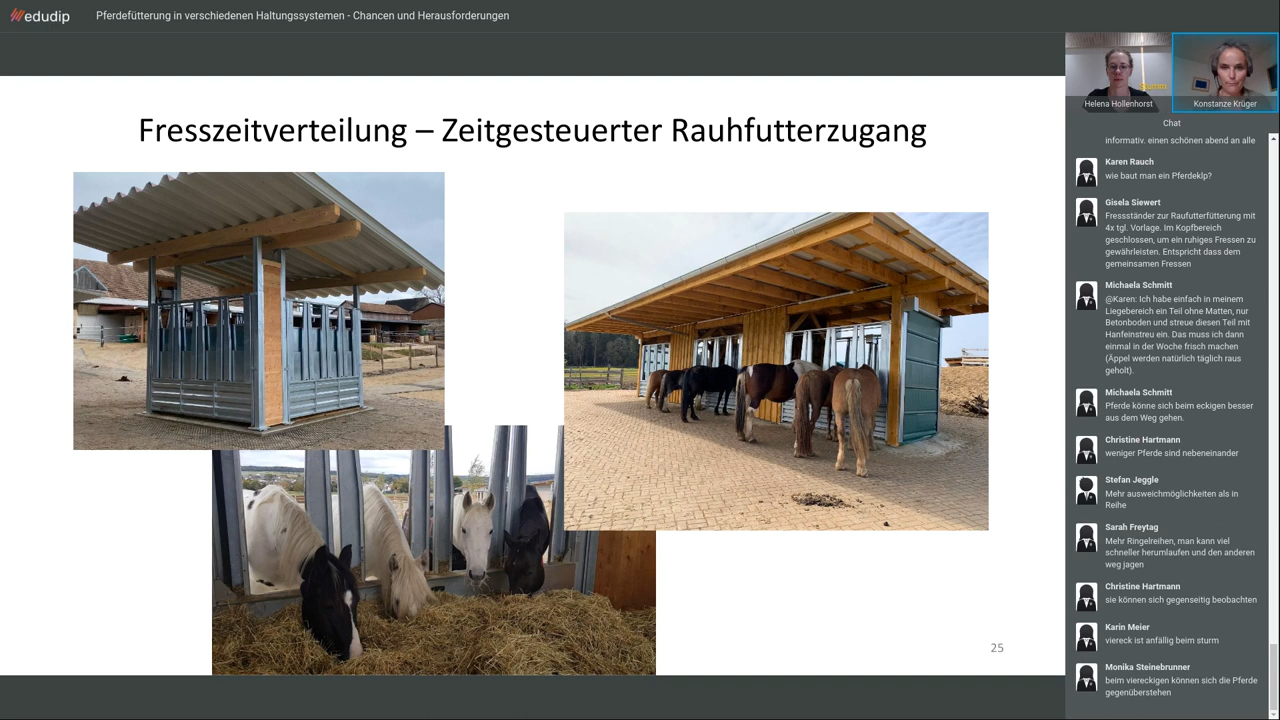 edudip
Pferdefütterung in verschiedenen Haltungssystemen - Chancen und Herausforderungen
Fresszeitverteilung – Zeitgesteuerter Rauhfutterzugang
25
Helena Hollenhorst
Konstanze Krüger
Chat
informativ. einen schönen abend an alle
Karen Rauch
wie baut man ein Pferdeklp?
Gisela Siewert
Fressständer zur Raufutterfütterung mit
4x tgl. Vorlage. Im Kopfbereich
geschlossen, um ein ruhiges Fressen zu
gewährleisten. Entspricht dass dem
gemeinsamen Fressen
Michaela Schmitt
@Karen: Ich habe einfach in meinem
Liegebereich ein Teil ohne Matten, nur
Betonboden und streue diesen Teil mit
Hanfeinstreu ein. Das muss ich dann
einmal in der Woche frisch machen
(Äppel werden natürlich täglich raus
geholt).
Michaela Schmitt
Pferde könne sich beim eckigen besser
aus dem Weg gehen.
Christine Hartmann
weniger Pferde sind nebeneinander
Stefan Jeggle
Mehr ausweichmöglichkeiten als in
Reihe
Sarah Freytag
Mehr Ringelreihen, man kann viel
schneller herumlaufen und den anderen
weg jagen
Christine Hartmann
sie können sich gegenseitig beobachten
Karin Meier
viereck ist anfällig beim sturm
Monika Steinebrunner
beim viereckigen können sich die Pferde
gegenüberstehen